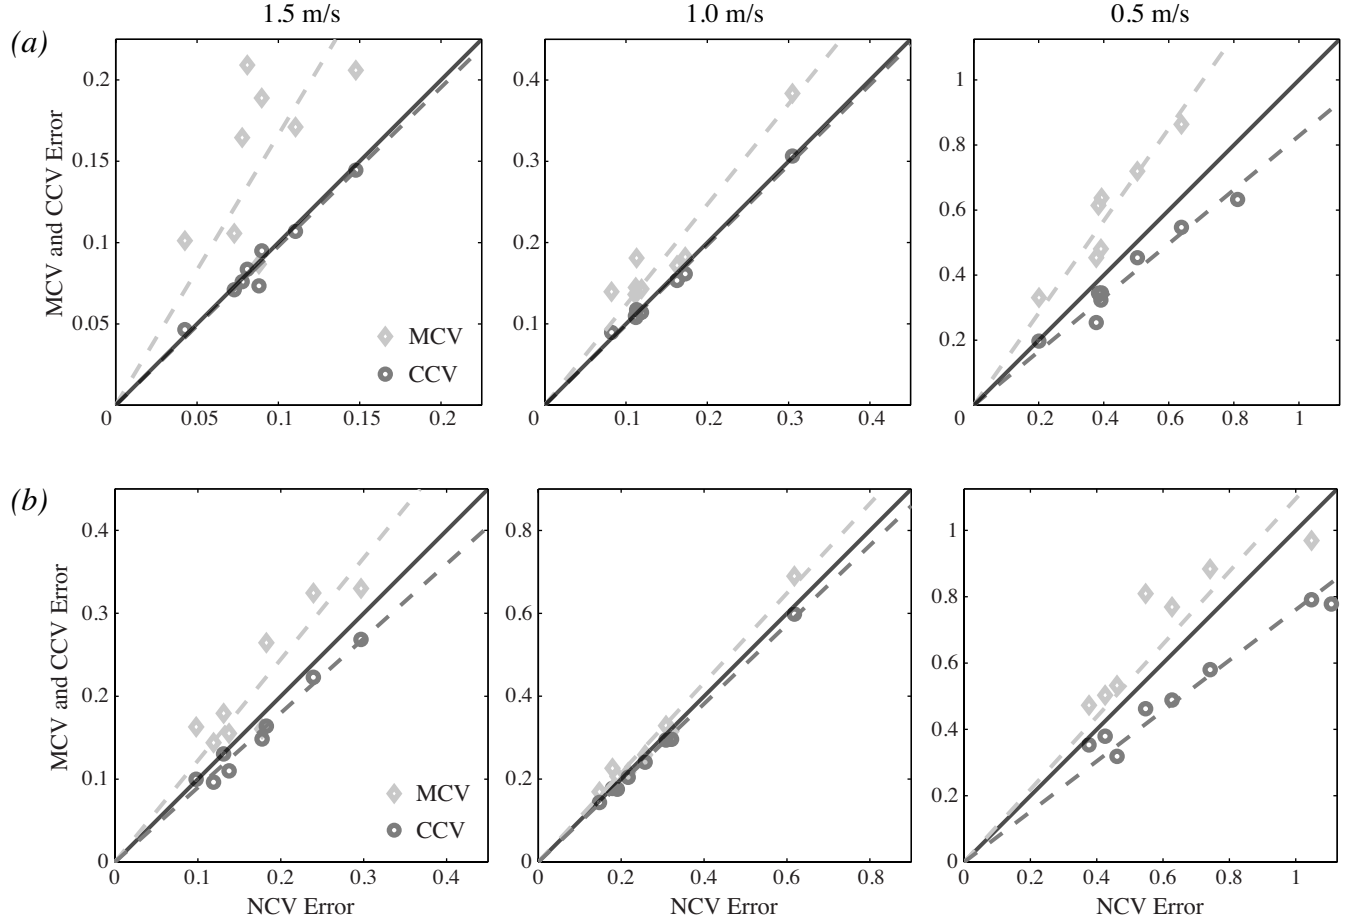 1.5 m/s 1.0 m/s 0.5 m/s
(a)
MCV and CCV Error
0.2
0.15
0.1
0.05
MCV
CCV
0 0.05 0.1 0.15 0.2
0.4
0.3
0.2
0.1
0 0.1 0.2 0.3 0.4
1
0.8
0.6
0.4
0.2
0 0.2 0.4 0.6 0.8 1
(b)
MCV and CCV Error
0.4
0.3
0.2
0.1
0
MCV
CCV
0 0.1 0.2 0.3 0.4
NCV Error
0.8
0.6
0.4
0.2
0
0 0.2 0.4 0.6 0.8
NCV Error
1
0.8
0.6
0.4
0.2
0
0 0.2 0.4 0.6 0.8 1
NCV Error